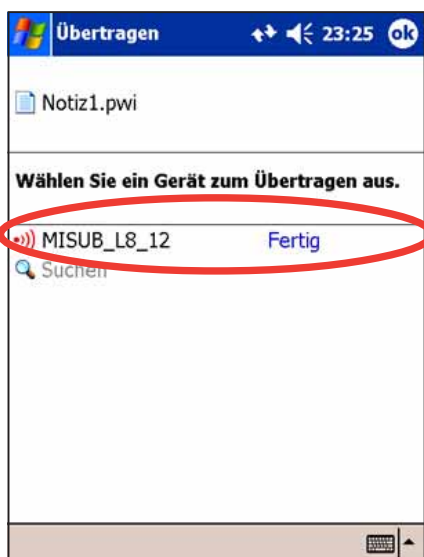 Übertragen 23:25 ok
Notiz1.pwi
Wählen Sie ein Gerät zum Übertragen aus.
MISUB_L8_12 Fertig
Suchen